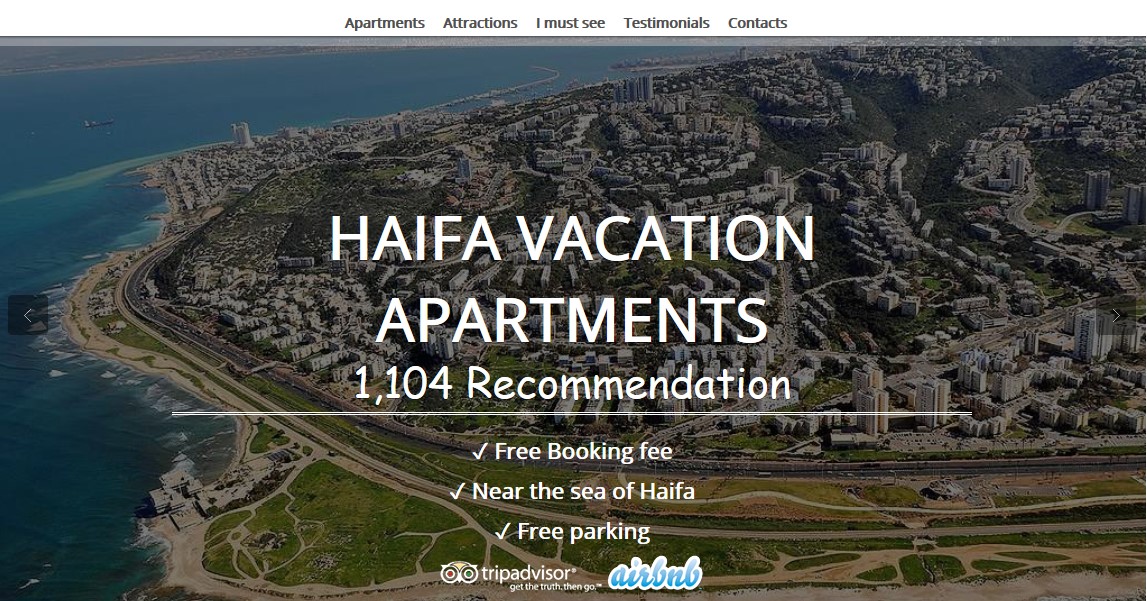 Apartments Attractions I must see Testimonials Contacts
HAIFA VACATION
APARTMENTS
1,104 Recommendation
✓ Free Booking fee
✓ Near the sea of Haifa
✓ Free parking
tripadvisor® airbnb
get the truth. then go.™